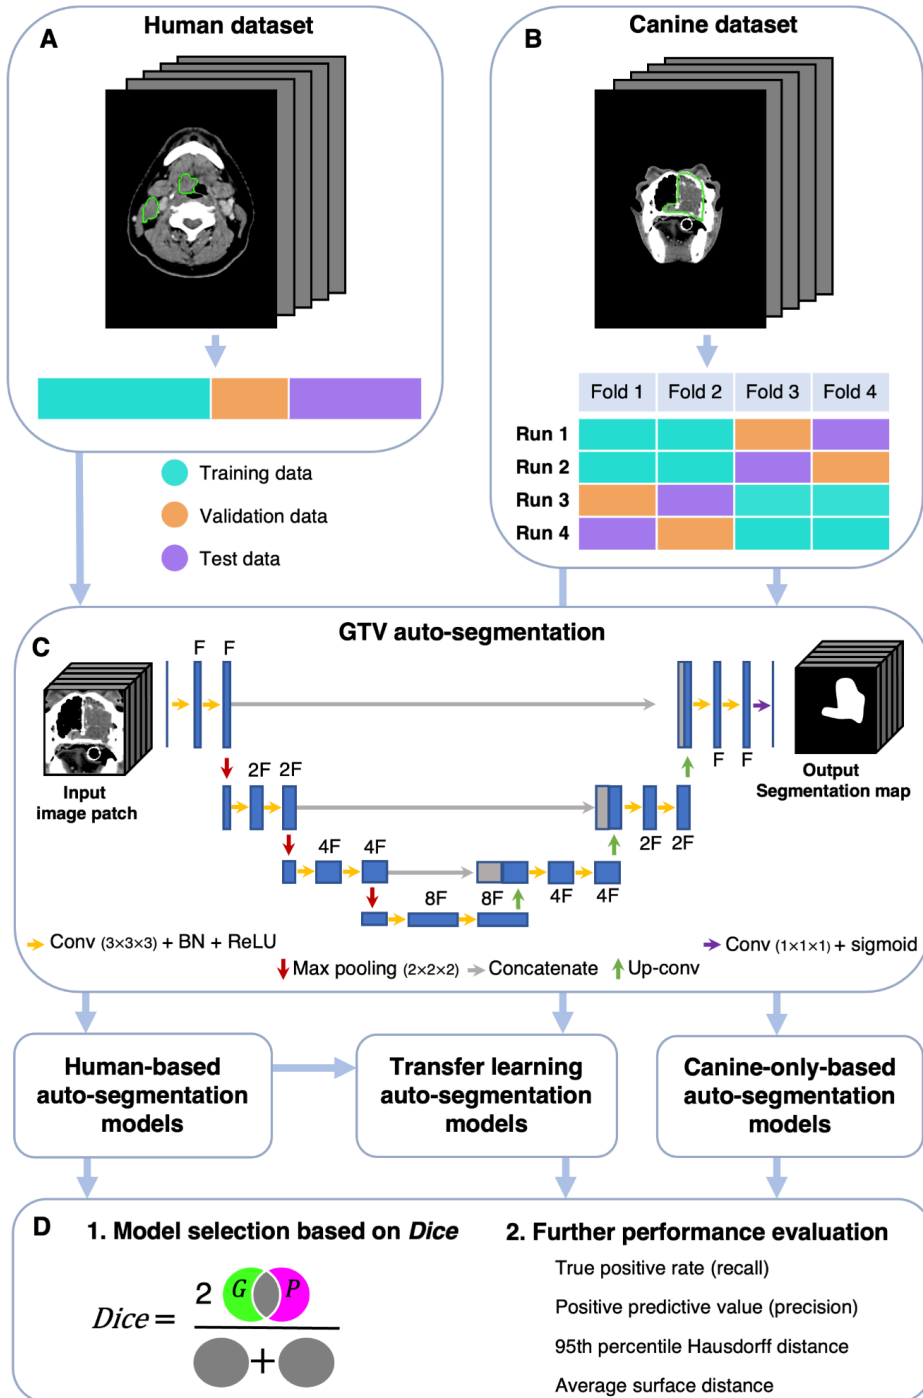 A
Human dataset
B
Canine dataset
Fold 1 Fold 2 Fold 3 Fold 4
Run 1
Run 2
Run 3
Run 4
Training data
Validation data
Test data
C
GTV auto-segmentation
F F
F F
Input
image patch
Output
Segmentation map
2F 2F
2F 2F
4F 4F
4F 4F
8F 8F
Conv (3×3×3) + BN + ReLU
Conv (1×1×1) + sigmoid
Max pooling (2×2×2)
Concatenate
Up-conv
Human-based
auto-segmentation
models
Transfer learning
auto-segmentation
models
Canine-only-based
auto-segmentation
models
D
1. Model selection based on Dice
Dice = 2 G P
+
2. Further performance evaluation
True positive rate (recall)
Positive predictive value (precision)
95th percentile Hausdorff distance
Average surface distance